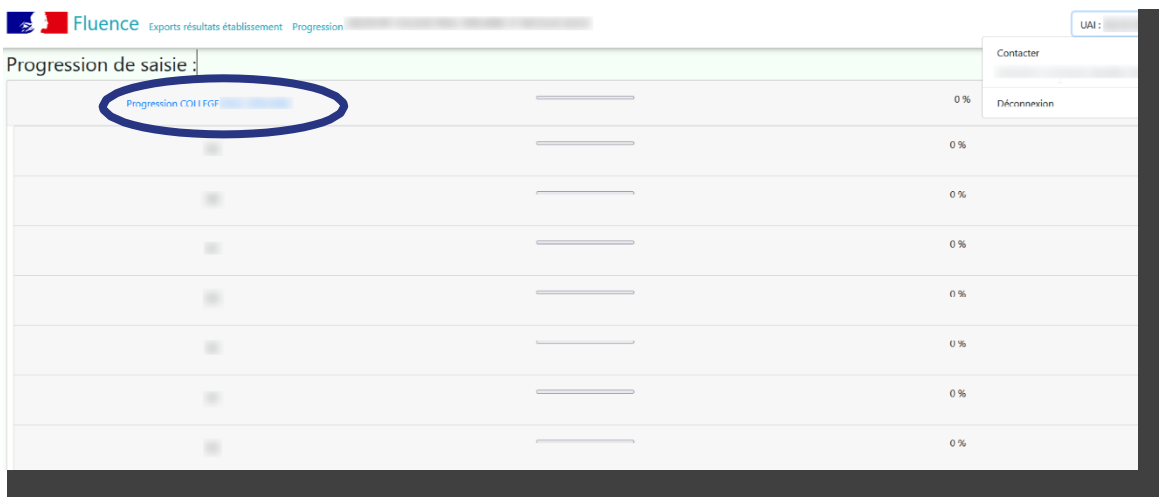 Fluence Exports résultats établissement Progression
UAI :
Contacter
Progression de saisie :
Progression COLLEGE
0 %
Déconnexion
0 %
0 %
0 %
0 %
0 %
0 %
0 %